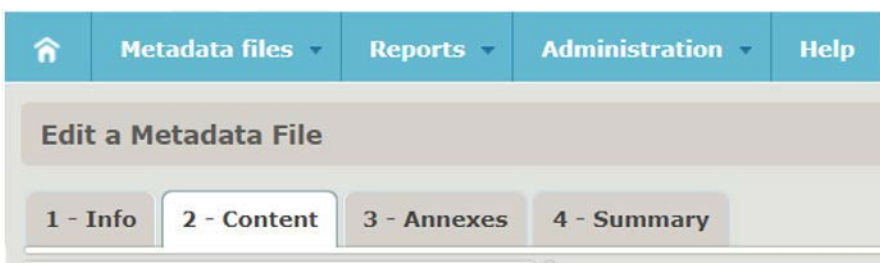 Metadata files Reports Administration Help
Edit a Metadata File
1 - Info 2 - Content 3 - Annexes 4 - Summary